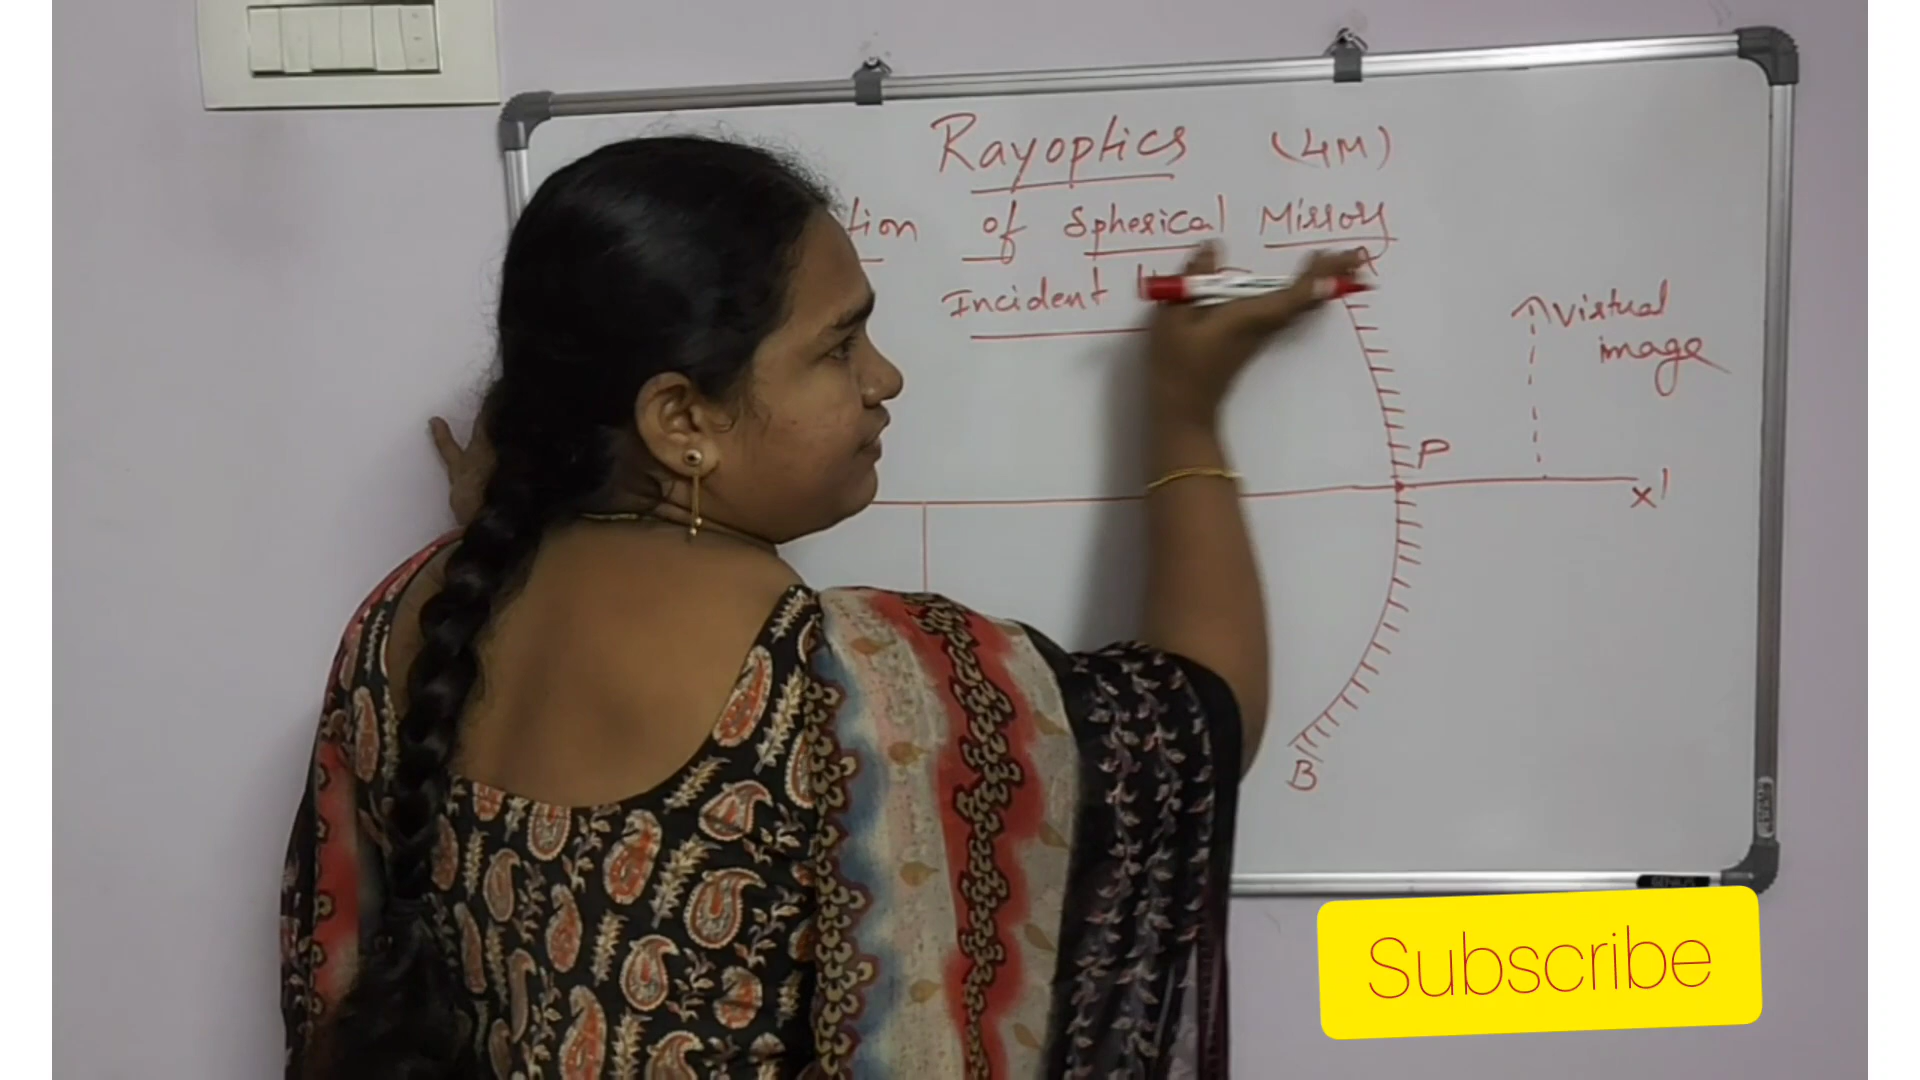 Rayoptics (4M)
tion of Spherical Mirrors
Incident
A
Virtual
image
P
X'
B
Subscribe